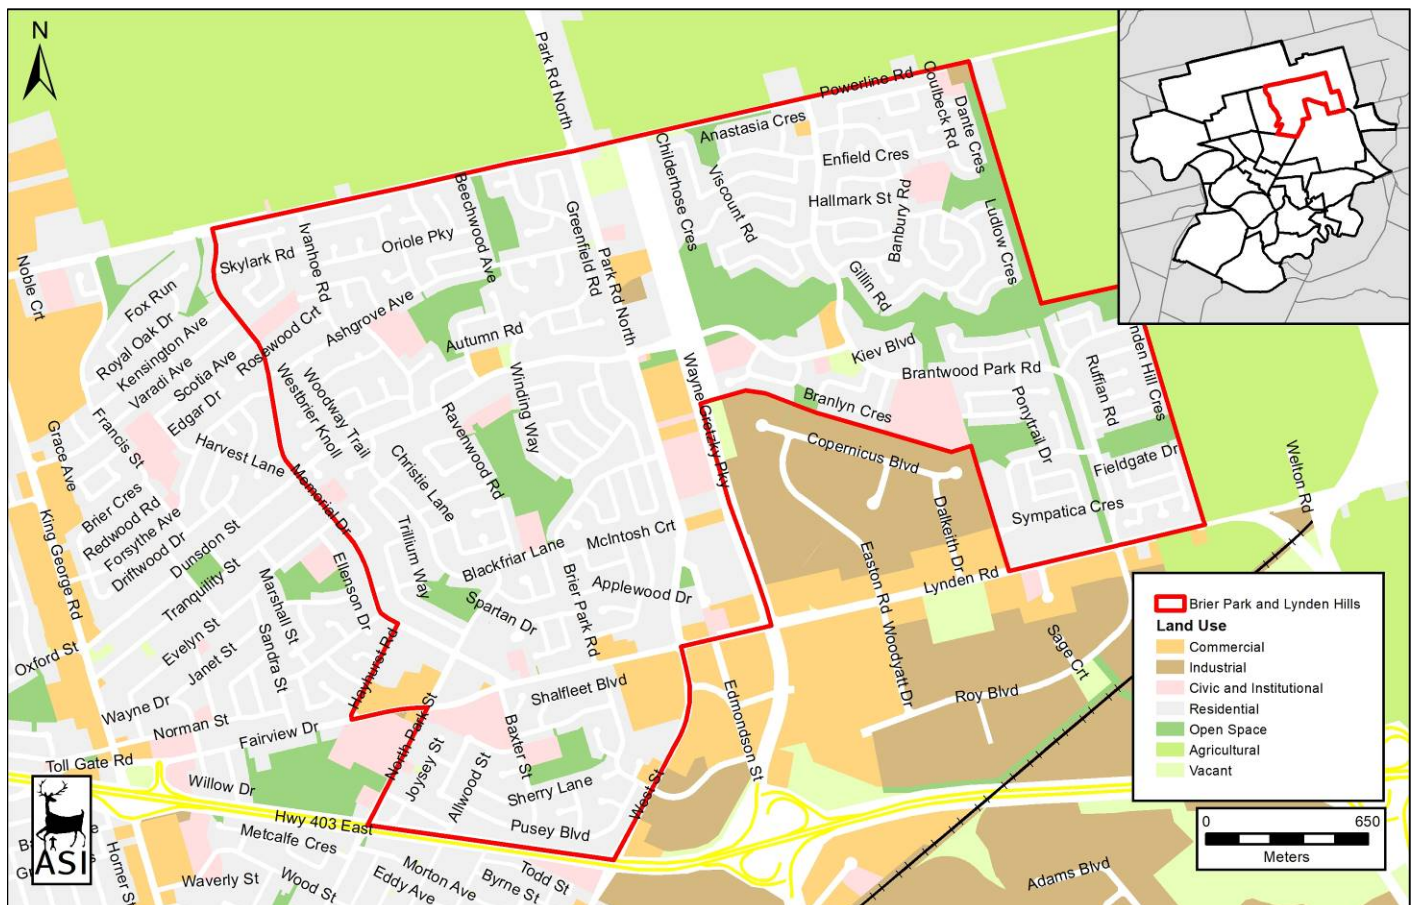 N
Park Rd North
Powerline Rd
Coulbeck Rd
Dante Cres
Anastasia Cres
Childerhose Cres
Enfield Cres
Viscount Rd
Hallmark St
Banbury Rd
Ludlow Cres
Gillin Rd
Beechwood Ave
Greenfield Rd
Park Rd North
Ivanhoe Rd
Oriole Pky
Skylark Rd
Noble Crt
Fox Run
Royal Oak Dr
Kensington Ave
Varadi Ave
Scotia Ave
Edgar Dr
Rosewood Crt
Ashgrove Ave
Autumn Rd
Kiev Blvd
Brantwood Park Rd
Ruffian Rd
Ponytrail Dr
Branlyn Cres
Wayne Gretzky Pky
Winding Way
Westbrier Knoll
Woodway Trail
Ravenwood Rd
Christie Lane
Francis St
Grace Ave
Harvest Lane
Memorial Dr
Copernicus Blvd
Fieldgate Dr
Welton Rd
Sympatica Cres
Dalkeith Dr
Brier Cres
Redwood Rd
Forsythe Ave
Driftwood Dr
Dunsdon St
Tranquillity St
King George Rd
McIntosh Crt
Trillium Way
Blackfriar Lane
Applewood Dr
Brier Park Rd
Spartan Dr
Ellenson Dr
Marshall St
Sandra St
Easton Rd
Lynden Rd
Woodyatt Dr
Sage Crt
Roy Blvd
Oxford St
Evelyn St
Janet St
Hayhurst Rd
Wayne Dr
Norman St
Fairview Dr
North Park St
Shalfleet Blvd
Edmondson St
Baxter St
Joysey St
Allwood St
Sherry Lane
West St
Pusey Blvd
Toll Gate Rd
Willow Dr
Hwy 403 East
Metcalfe Cres
Horner St
Waverly St
Wood St
Morton Ave
Eddy Ave
Byrne St
Todd St
Adams Blvd
ASI
Brier Park and Lynden Hills
Land Use
Commercial
Industrial
Civic and Institutional
Residential
Open Space
Agricultural
Vacant
0 650
Meters